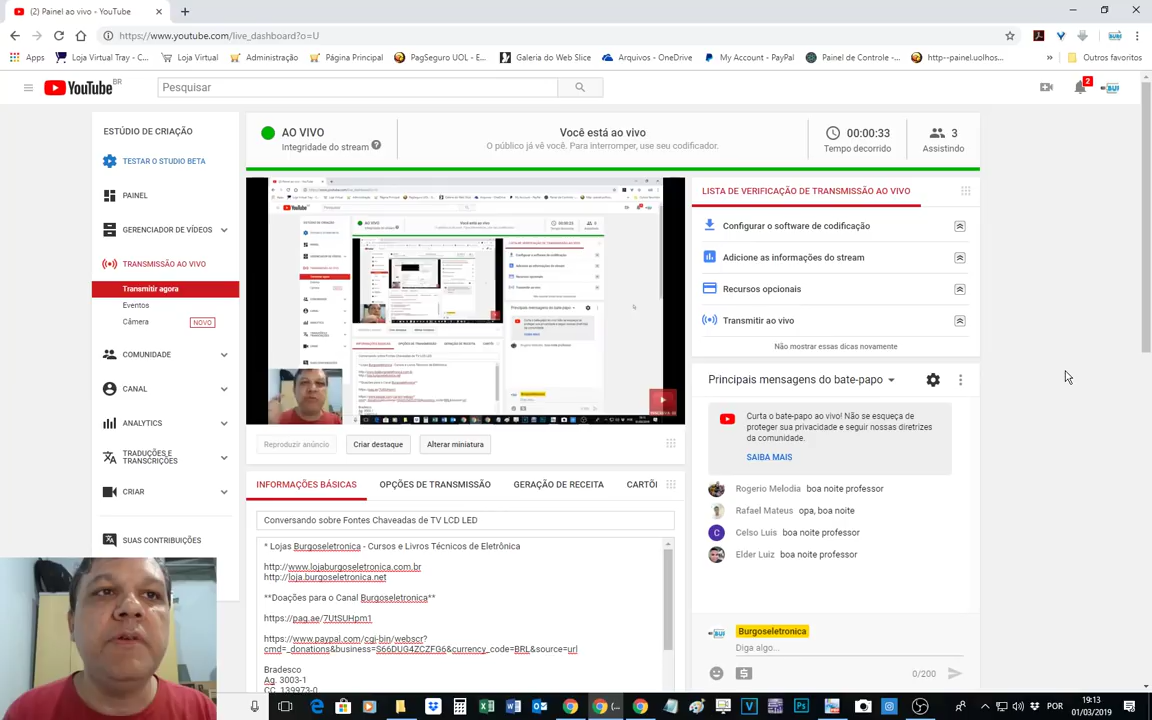 (2) Painel ao vivo - YouTube
https://www.youtube.com/live_dashboard?o=U
Apps
Loja Virtual Tray - C...
Loja Virtual
Administração
Página Principal
PagSeguro UOL - E...
Galeria do Web Slice
Arquivos - OneDrive
My Account - PayPal
Painel de Controle -...
http--painel.uolhos...
Outros favoritos
YouTube BR
Pesquisar
2
ESTÚDIO DE CRIAÇÃO
TESTAR O STUDIO BETA
PAINEL
GERENCIADOR DE VÍDEOS
TRANSMISSÃO AO VIVO
Transmitir agora
Eventos
Câmera NOVO
COMUNIDADE
CANAL
ANALYTICS
TRADUÇÕES E
TRANSCRIÇÕES
CRIAR
SUAS CONTRIBUIÇÕES
AO VIVO
Integridade do stream
Você está ao vivo
O público já vê você. Para interromper, use seu codificador.
00:00:33
Tempo decorrido
3
Assistindo
Reproduzir anúncio
Criar destaque
Alterar miniatura
INFORMAÇÕES BÁSICAS
OPÇÕES DE TRANSMISSÃO
GERAÇÃO DE RECEITA
CARTÕI
Conversando sobre Fontes Chaveadas de TV LCD LED
* Lojas Burgoseletronica - Cursos e Livros Técnicos de Eletrônica
http://www.lojaburgoseletronica.com.br
http://loja.burgoseletronica.net
**Doações para o Canal Burgoseletronica**
https://pag.ae/7UtSUHpm1
https://www.paypal.com/cgi-bin/webscr?
cmd=_donations&business=S66DUG4ZCZFG6&currency_code=BRL&source=url
Bradesco
Ag. 3003-1
CC. 139973-0
LISTA DE VERIFICAÇÃO DE TRANSMISSÃO AO VIVO
Configurar o software de codificação
Adicione as informações do stream
Recursos opcionais
Transmitir ao vivo
Não mostrar essas dicas novamente
Principais mensagens do bate-papo
Curta o bate-papo ao vivo! Não se esqueça de
proteger sua privacidade e seguir nossas diretrizes
da comunidade.
SAIBA MAIS
Rogerio Melodia boa noite professor
Rafael Mateus opa, boa noite
C Celso Luis boa noite professor
Elder Luiz boa noite professor
Burgoseletronica
Diga algo...
0/200
POR
19:13
01/03/2019